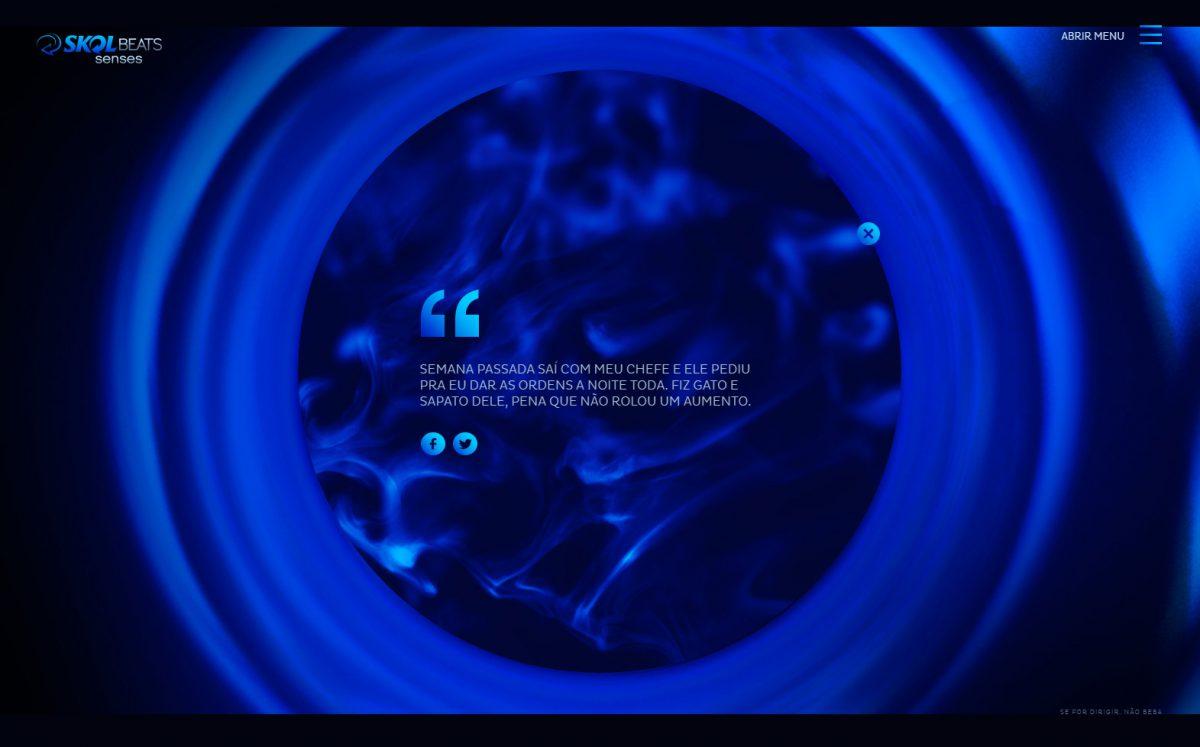 SKOL BEATS
senses
ABRIR MENU
SEMANA PASSADA SAÍ COM MEU CHEFE E ELE PEDIU
PRA EU DAR AS ORDENS A NOITE TODA. FIZ GATO E
SAPATO DELE, PENA QUE NÃO ROLOU UM AUMENTO.
SE FOR DIRIGIR, NÃO BEBA